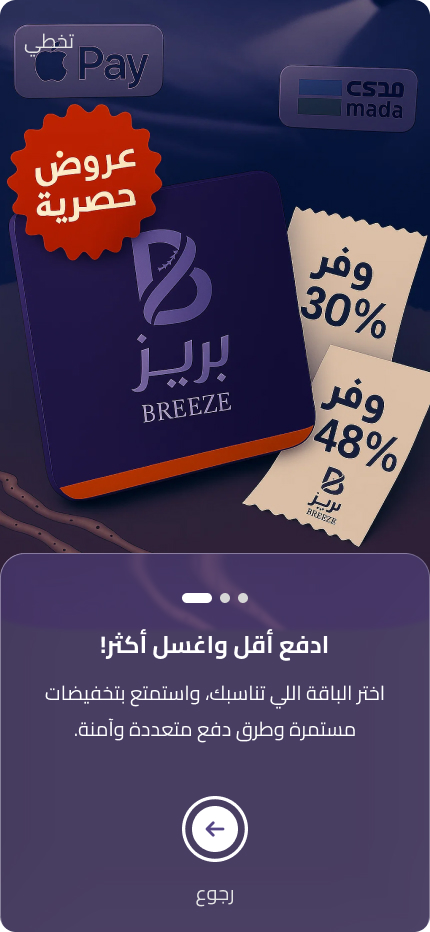 تخطي
Pay
مدى
mada
عروض
حصرية
وفر
30%
بريز
BREEZE
وفر
48%
بريز
BREEZE
ادفع أقل واغسل أكثر!
اختر الباقة اللي تناسبك، واستمتع بتخفيضات
مستمرة وطرق دفع متعددة وآمنة.
رجوع